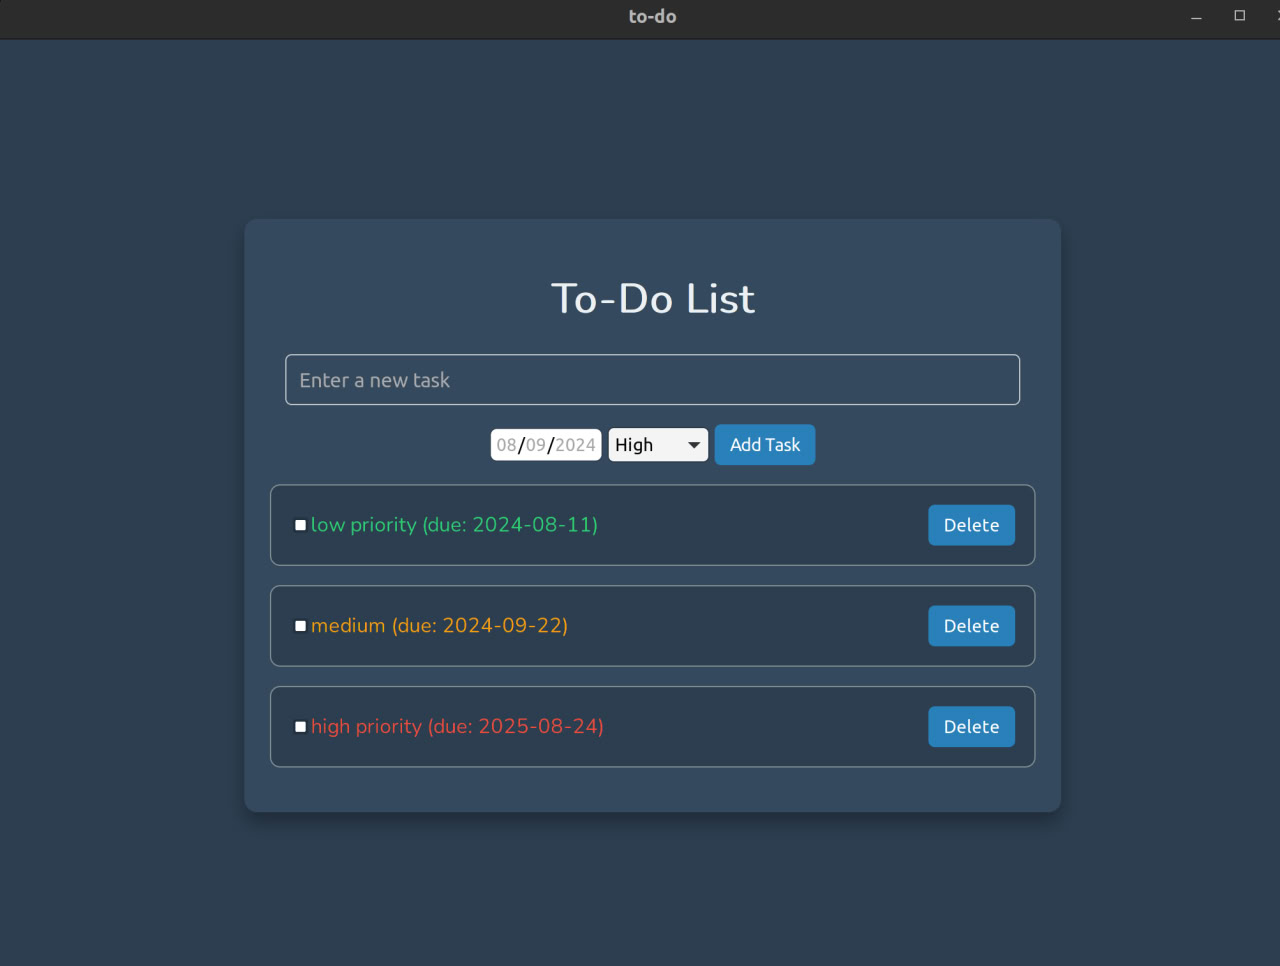 to-do
To-Do List
Enter a new task
08/09/2024 High Add Task
low priority (due: 2024-08-11) Delete
medium (due: 2024-09-22) Delete
high priority (due: 2025-08-24) Delete